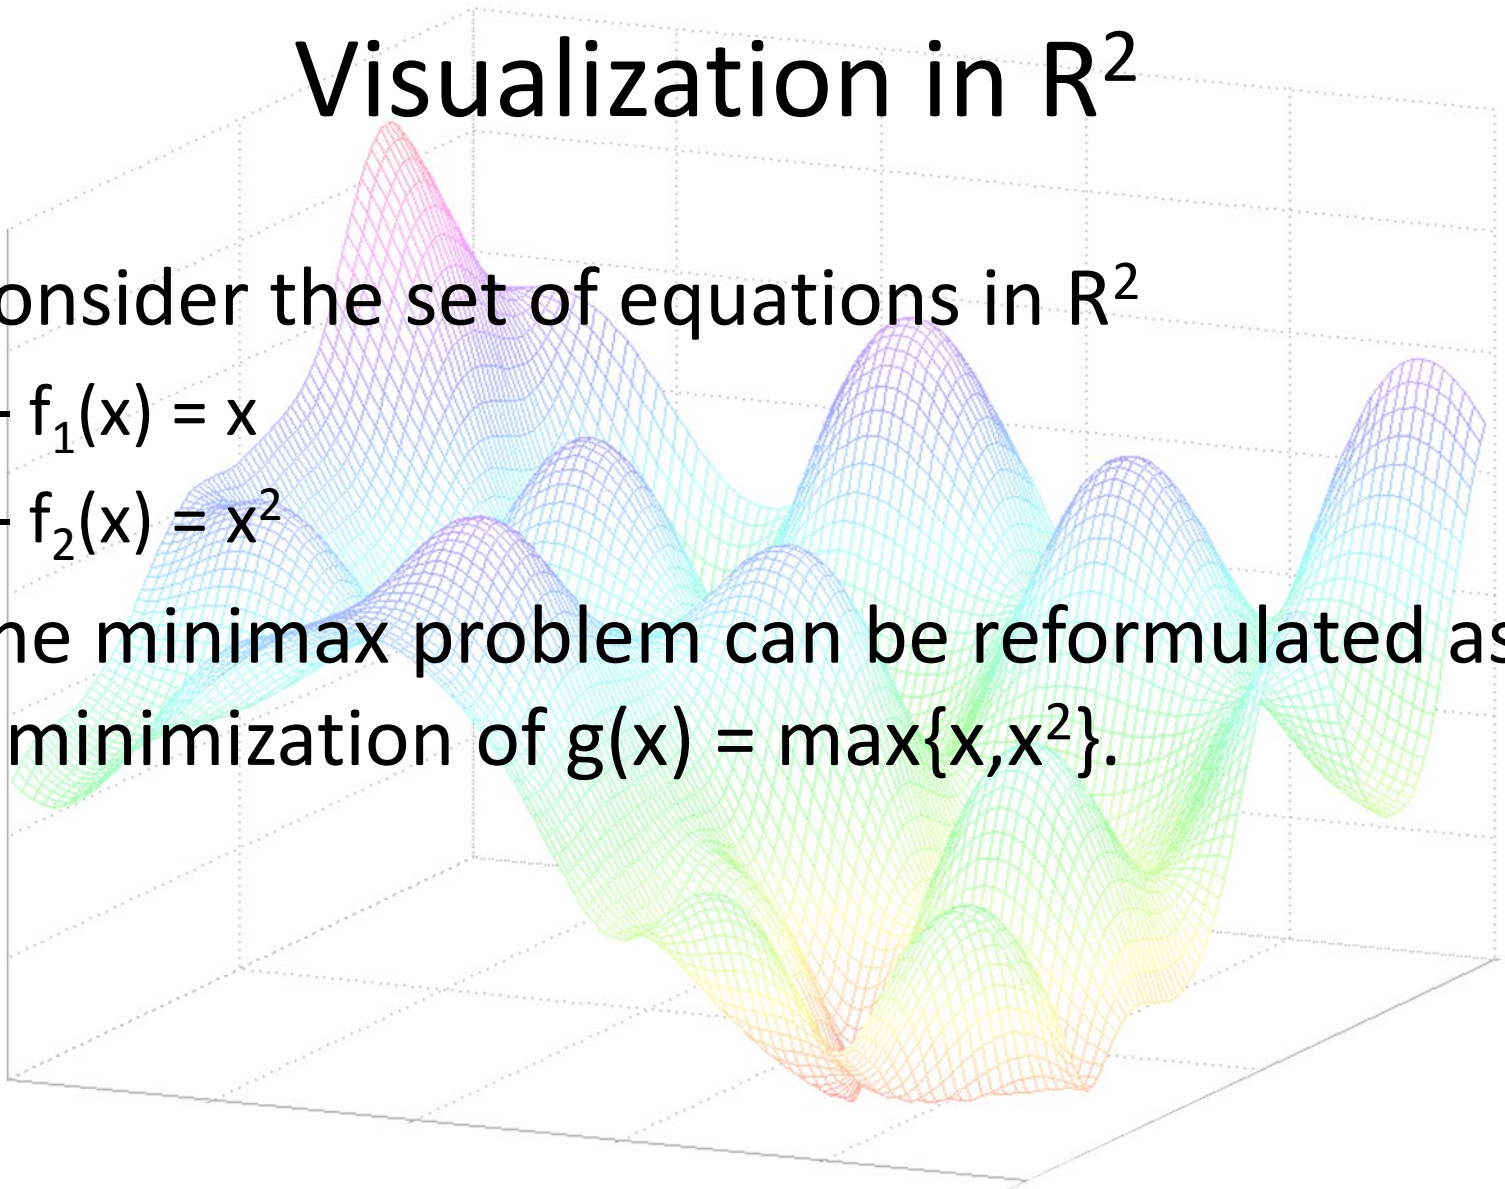 Visualization in R²
onsider the set of equations in R²
- f₁(x) = x
- f₂(x) = x²
he minimax problem can be reformulated as
minimization of g(x) = max{x,x²}.